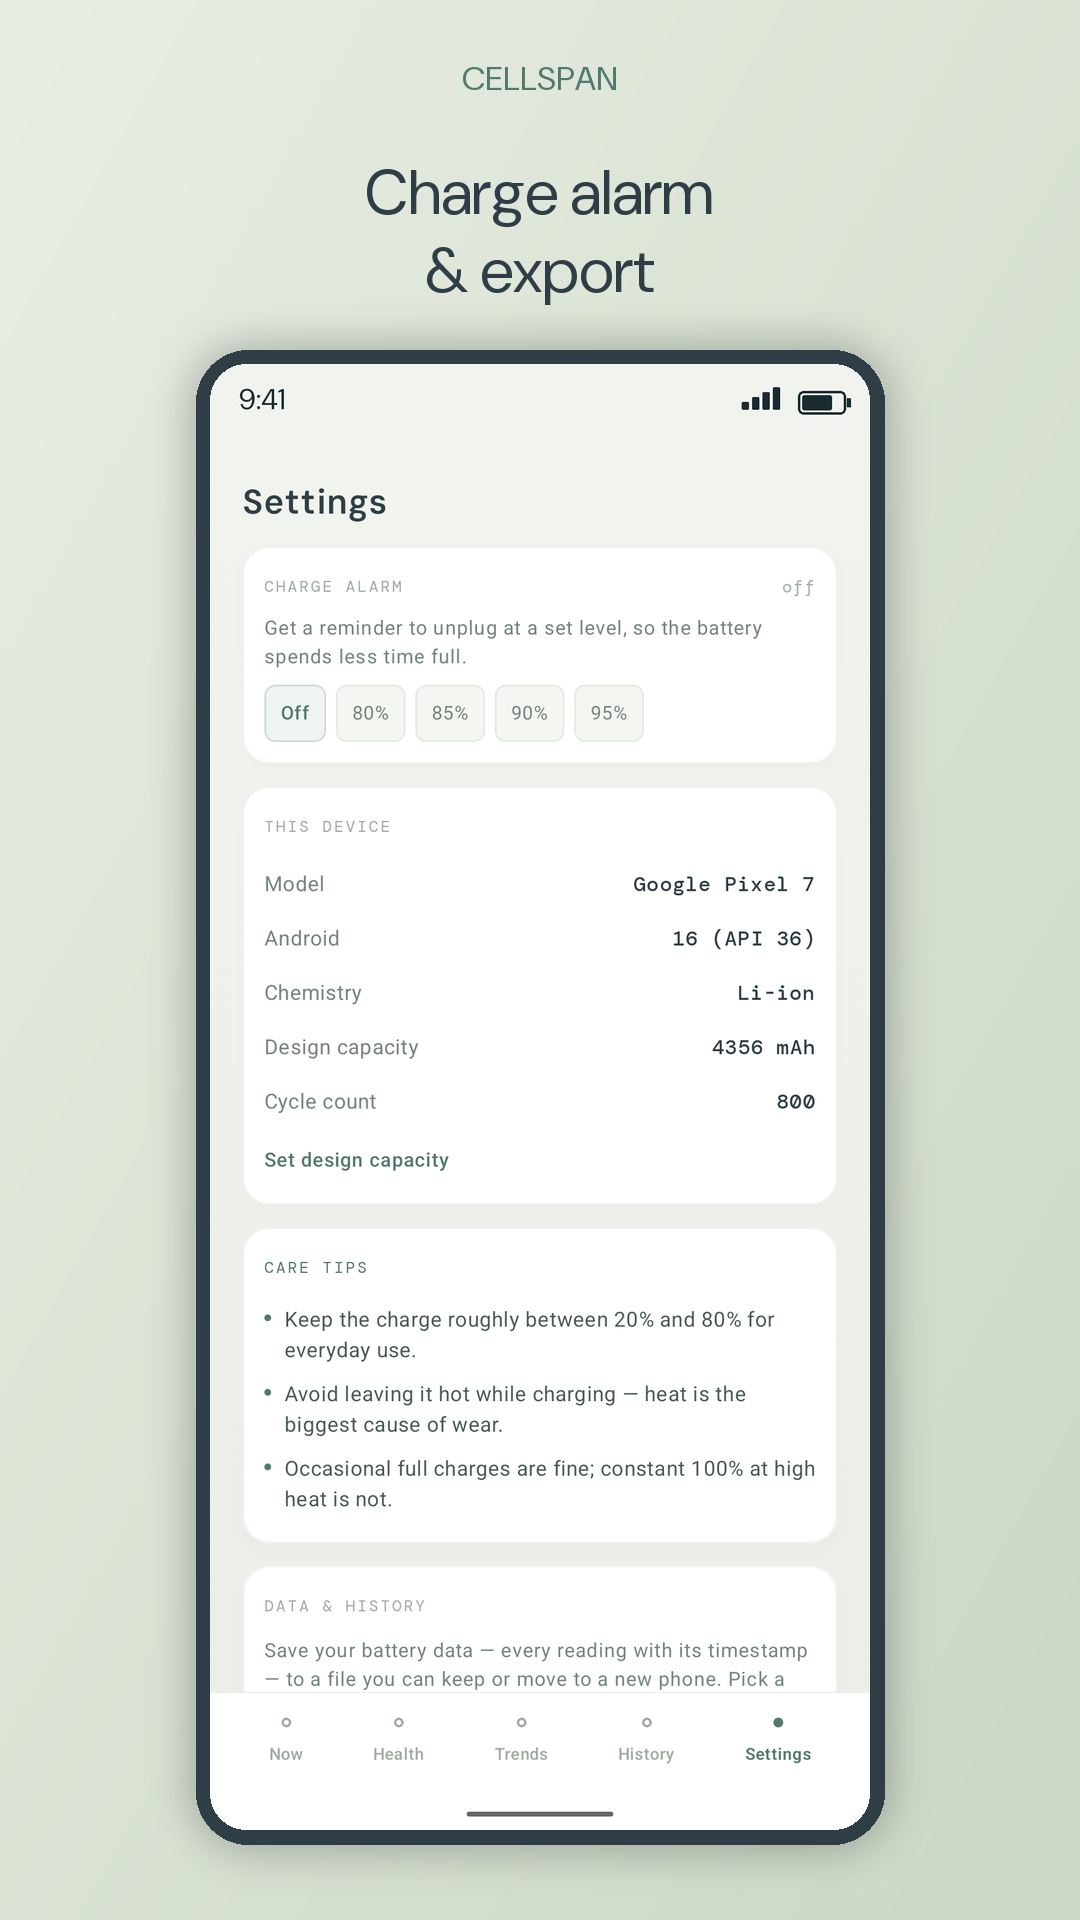 CELLSPAN
Charge alarm
& export
9:41
Settings
CHARGE ALARM
off
Get a reminder to unplug at a set level, so the battery
spends less time full.
Off 80% 85% 90% 95%
THIS DEVICE
Model Google Pixel 7
Android 16 (API 36)
Chemistry Li-ion
Design capacity 4356 mAh
Cycle count 800
Set design capacity
CARE TIPS
• Keep the charge roughly between 20% and 80% for
everyday use.
• Avoid leaving it hot while charging — heat is the
biggest cause of wear.
• Occasional full charges are fine; constant 100% at high
heat is not.
DATA & HISTORY
Save your battery data — every reading with its timestamp
— to a file you can keep or move to a new phone. Pick a
Now Health Trends History Settings